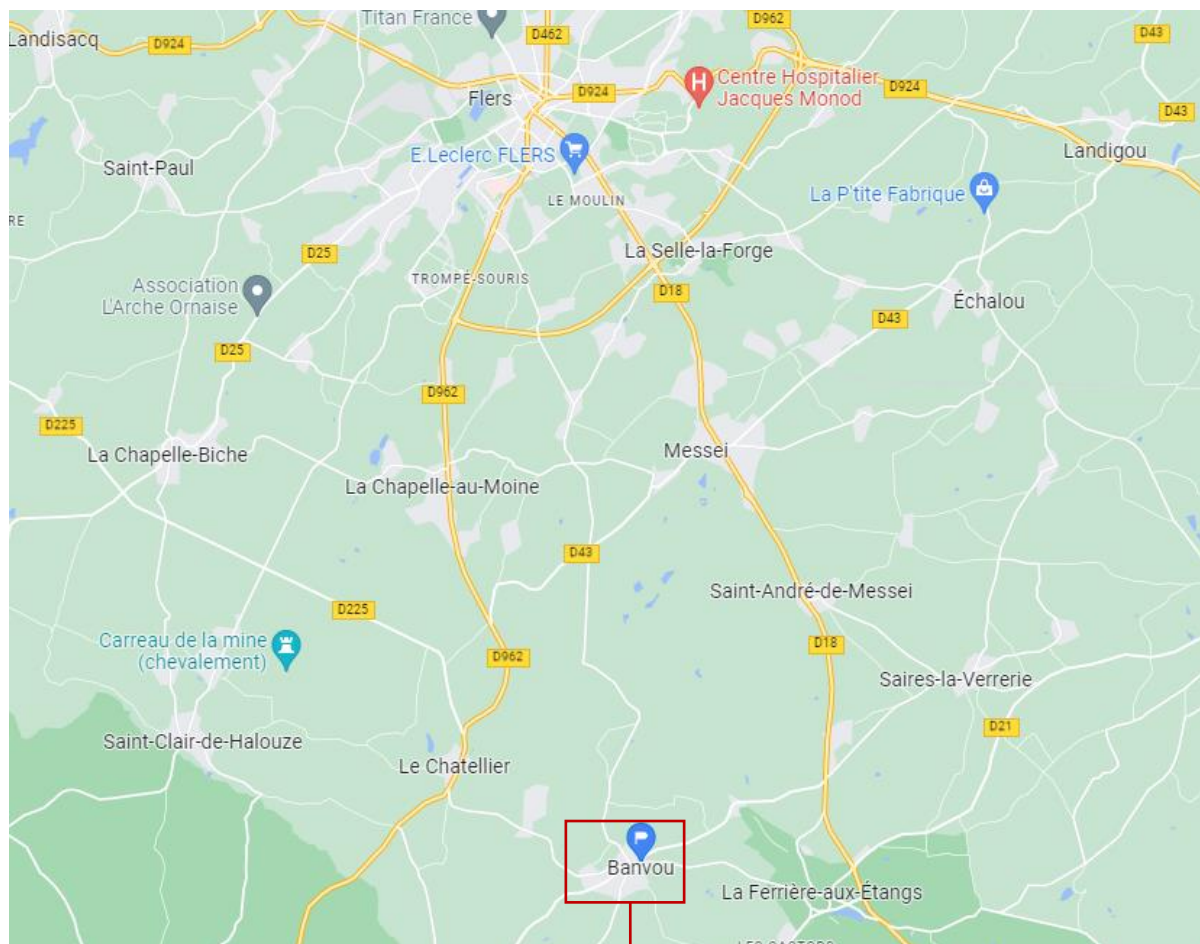 Titan France
D462
D962
D43
Landisacq
D924
Centre Hospitalier
Jacques Monod
Flers
D924
D924
D43
E.Leclerc FLERS
Landigou
Saint-Paul
LE MOULIN
La P'tite Fabrique
RE
D25
La Selle-la-Forge
TROMPE-SOURIS
Association
L'Arche Ornaise
D18
Échalou
D43
D25
D962
D225
La Chapelle-Biche
Messei
La Chapelle-au-Moine
D43
Saint-André-de-Messei
D225
Carreau de la mine
(chevalement)
D962
D18
Saires-la-Verrerie
D21
Saint-Clair-de-Halouze
Le Chatellier
Banvou
La Ferrière-aux-Étangs